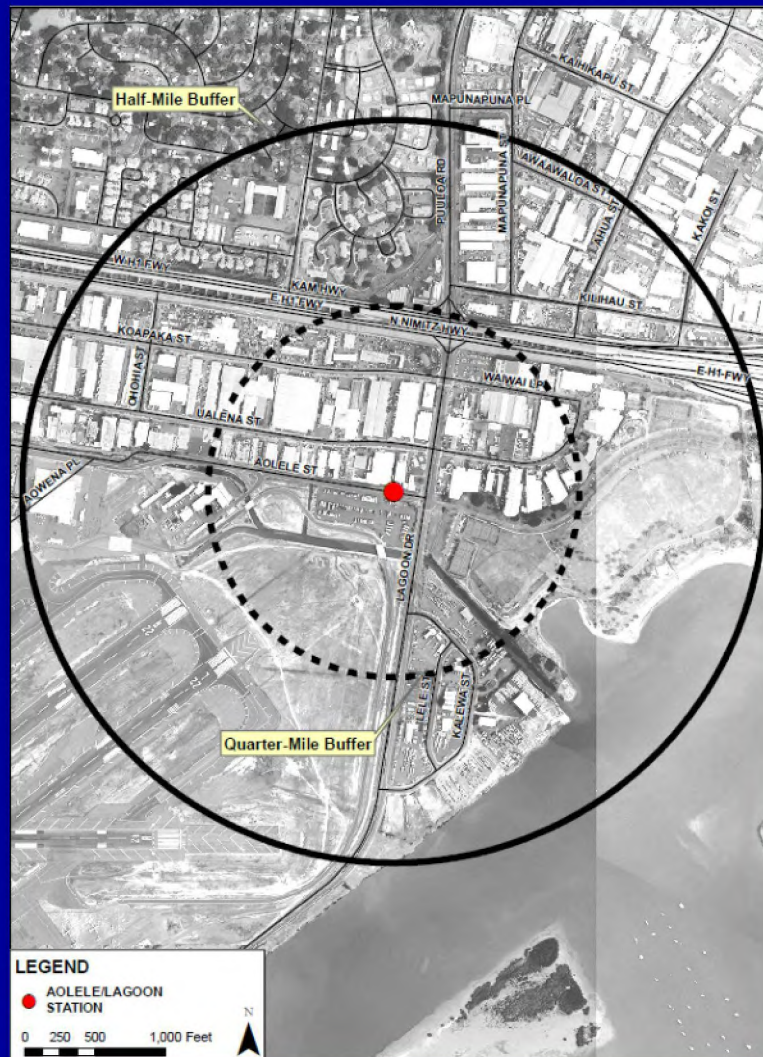 KAIHIKAPU ST
Half-Mile Buffer
MAPUNAPUNA PL
PUULOA RD
MAPUNAPUNA ST
AWAAWALOA ST
AHUA ST
KAKOI ST
W H1 FWY
KAM HWY
E H1 FWY
KILIHAU ST
N NIMITZ HWY
KOAPAKA ST
E H1 FWY
OHOHIA ST
WAIWAI LP
UALENA ST
AOLELE ST
AOWENA PL
LAGOON DR
LELE ST
KALEWA ST
Quarter-Mile Buffer
LEGEND
AOLELE/LAGOON
STATION
N
0 250 500 1,000 Feet